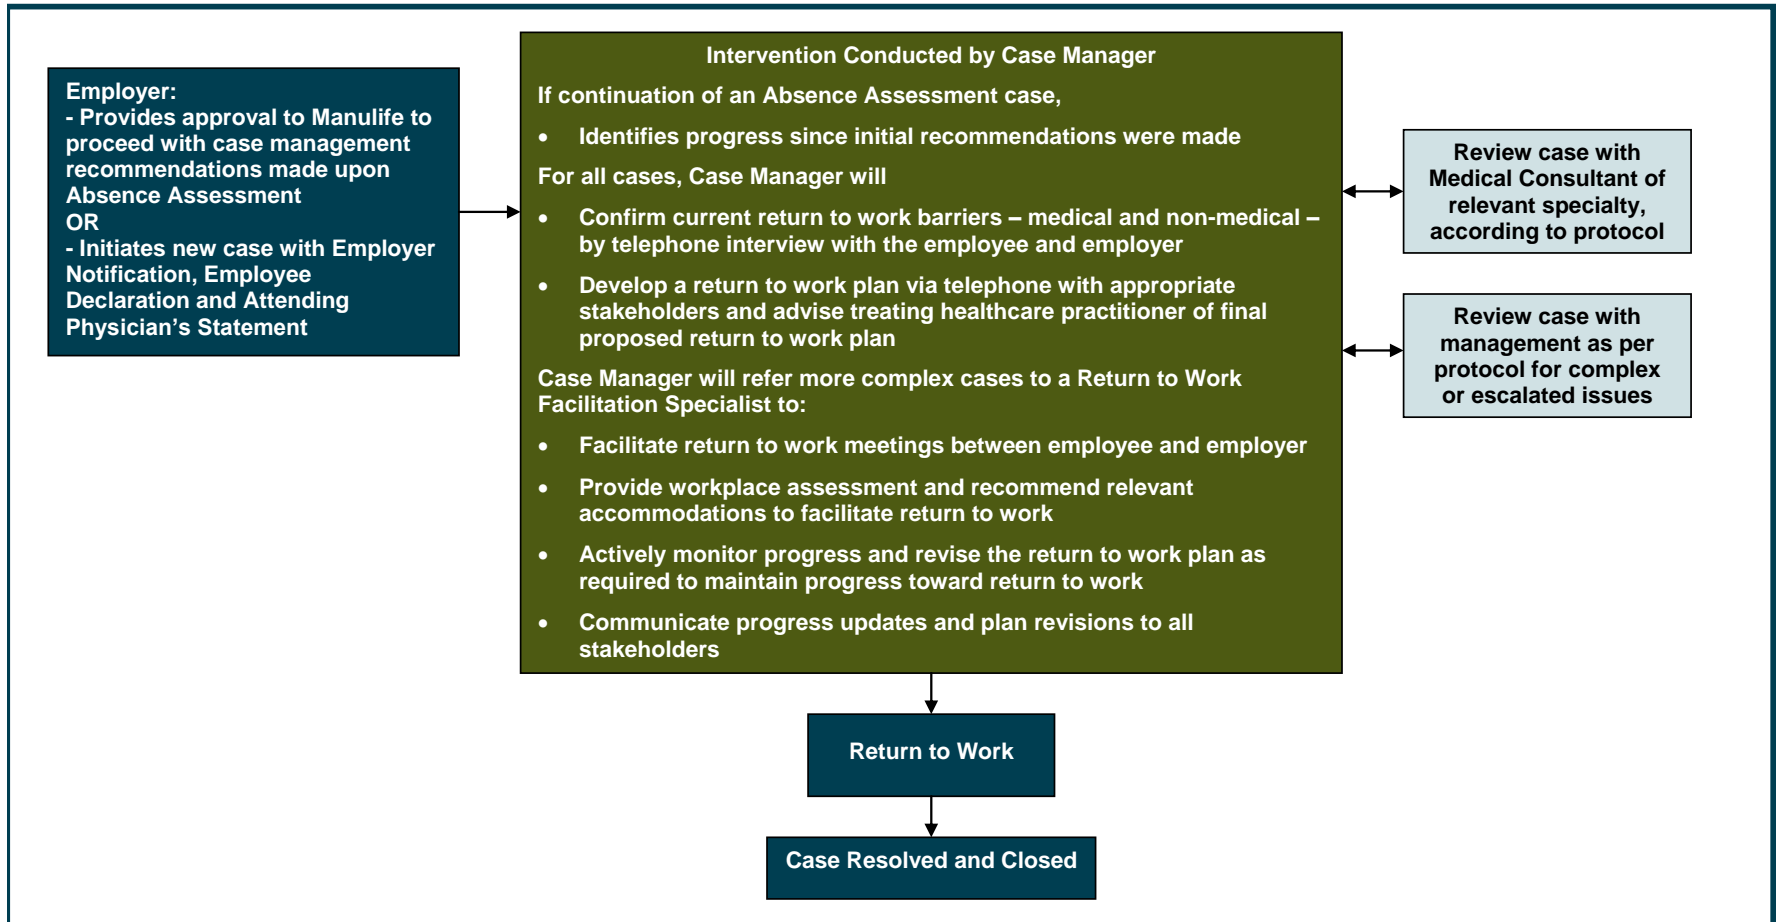 Employer:
- Provides approval to Manulife to
proceed with case management
recommendations made upon
Absence Assessment
OR
- Initiates new case with Employer
Notification, Employee
Declaration and Attending
Physician’s Statement
Intervention Conducted by Case Manager
If continuation of an Absence Assessment case,
• Identifies progress since initial recommendations were made
For all cases, Case Manager will
• Confirm current return to work barriers – medical and non-medical –
by telephone interview with the employee and employer
• Develop a return to work plan via telephone with appropriate
stakeholders and advise treating healthcare practitioner of final
proposed return to work plan
Case Manager will refer more complex cases to a Return to Work
Facilitation Specialist to:
• Facilitate return to work meetings between employee and employer
• Provide workplace assessment and recommend relevant
accommodations to facilitate return to work
• Actively monitor progress and revise the return to work plan as
required to maintain progress toward return to work
• Communicate progress updates and plan revisions to all
stakeholders
Review case with
Medical Consultant of
relevant specialty,
according to protocol
Review case with
management as per
protocol for complex
or escalated issues
Return to Work
Case Resolved and Closed